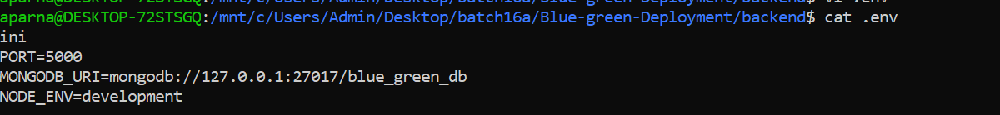 aparna@DESKTOP-72STSGQ:/mnt/c/Users/Admin/Desktop/batch16a/Blue-green-Deployment/backend$ vi .env
aparna@DESKTOP-72STSGQ:/mnt/c/Users/Admin/Desktop/batch16a/Blue-green-Deployment/backend$ cat .env
ini
PORT=5000
MONGODB_URI=mongodb://127.0.0.1:27017/blue_green_db
NODE_ENV=development